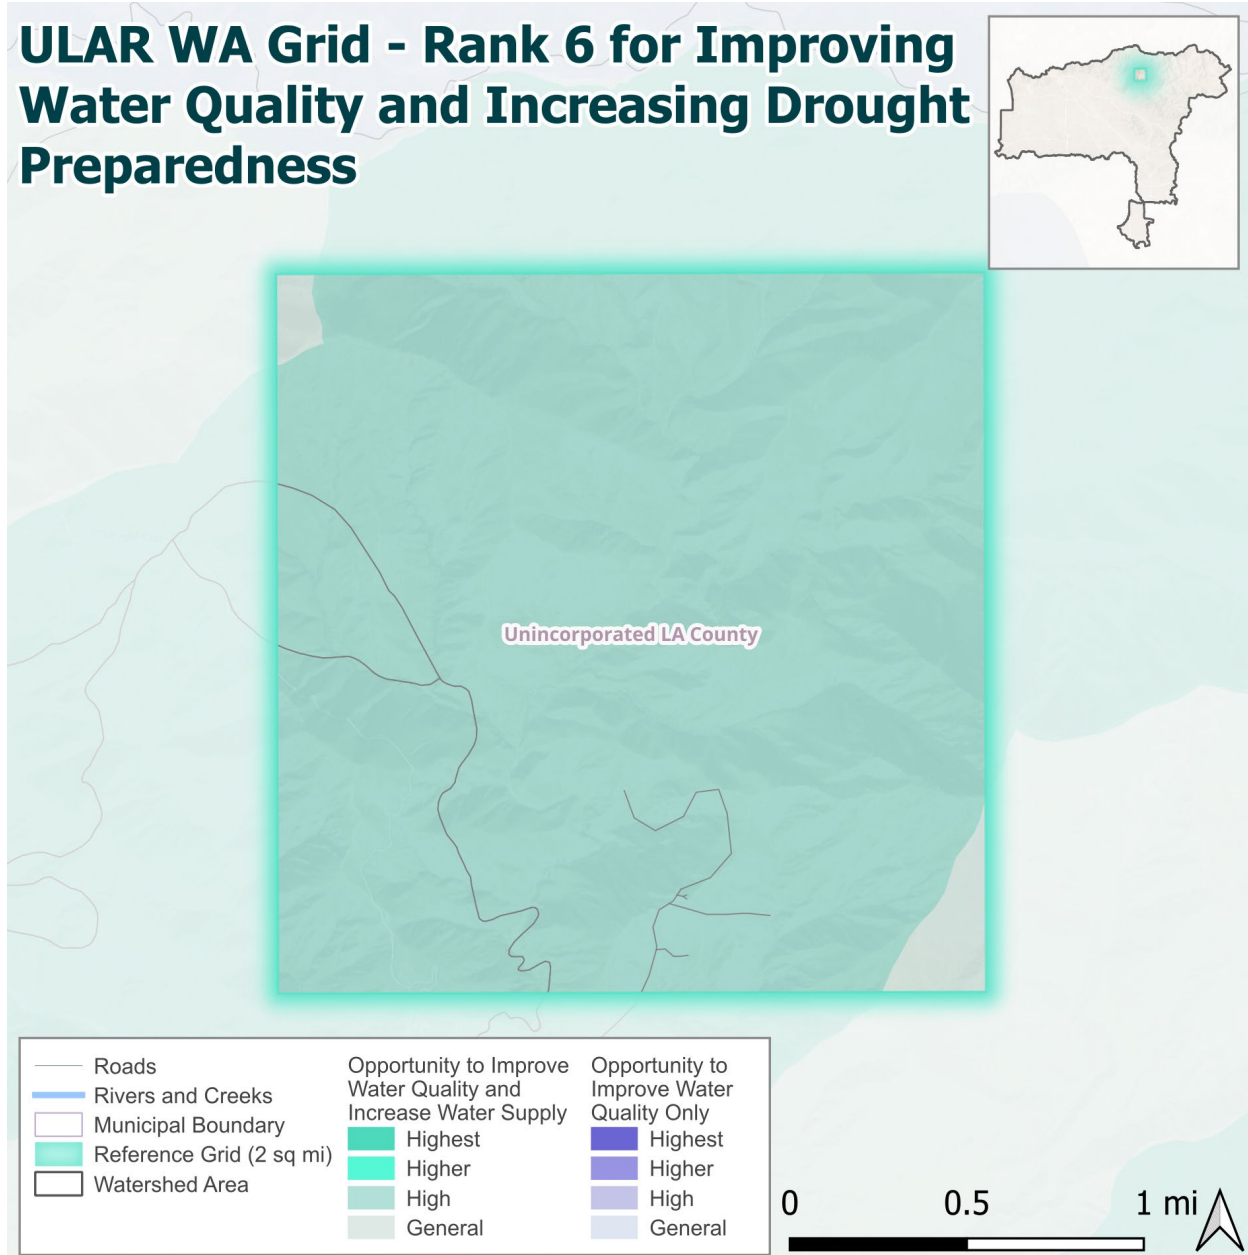 ULAR WA Grid - Rank 6 for Improving
Water Quality and Increasing Drought
Preparedness
Unincorporated LA County
Roads
Rivers and Creeks
Municipal Boundary
Reference Grid (2 sq mi)
Watershed Area
Opportunity to Improve
Water Quality and
Increase Water Supply
Highest
Higher
High
General
Opportunity to
Improve Water
Quality Only
Highest
Higher
High
General
0 0.5 1 mi